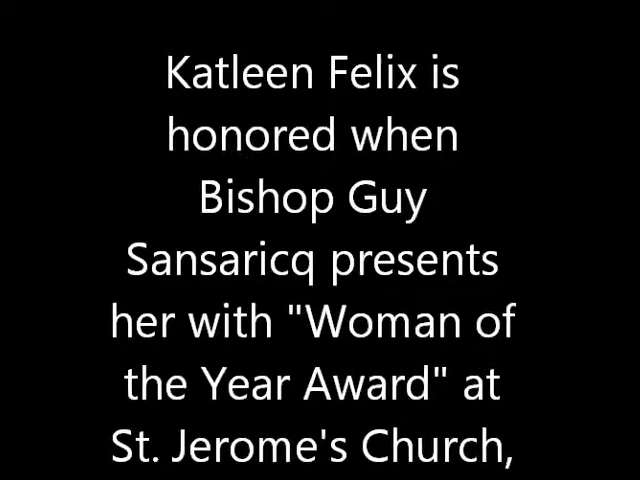 Katleen Felix is
honored when
Bishop Guy
Sansaricq presents
her with "Woman of
the Year Award" at
St. Jerome's Church,